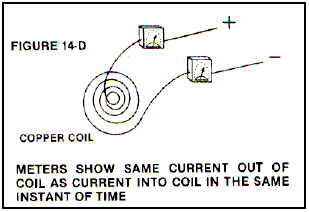 +
FIGURE 14-D
−
COPPER COIL
METERS SHOW SAME CURRENT OUT OF
COIL AS CURRENT INTO COIL IN THE SAME
INSTANT OF TIME